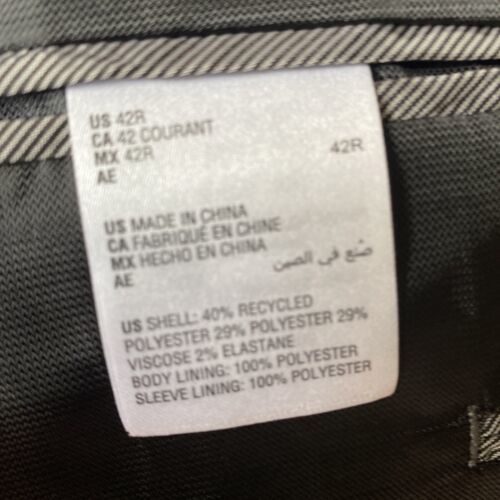 US 42R
CA 42 COURANT
MX 42R 42R
AE
US MADE IN CHINA
CA FABRIQUÉ EN CHINE
MX HECHO EN CHINA
AE صُنع في الصين
US SHELL: 40% RECYCLED
POLYESTER 29% POLYESTER 29%
VISCOSE 2% ELASTANE
BODY LINING: 100% POLYESTER
SLEEVE LINING: 100% POLYESTER